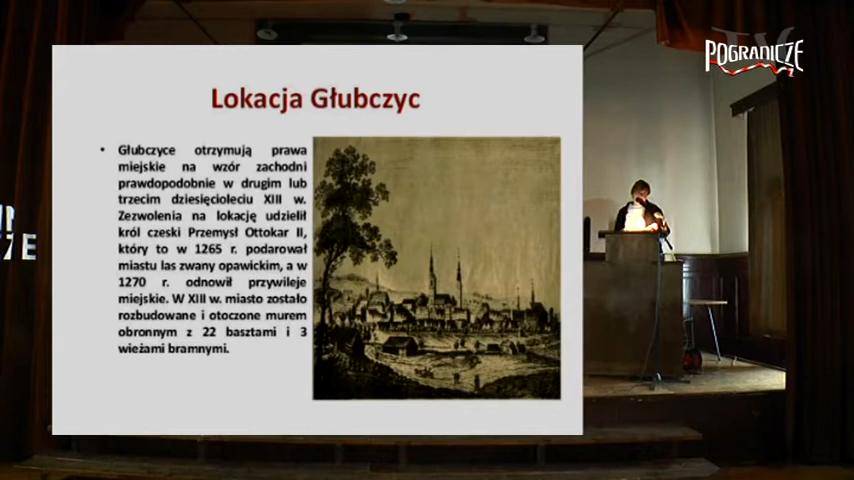 POGRANICZE
Lokacja Głubczyc
• Głubczyce otrzymują prawa
miejskie na wzór zachodni
prawdopodobnie w drugim lub
trzecim dziesięcioleciu XIII w.
Zezwolenia na lokację udzielił
król czeski Przemysł Ottokar II,
który to w 1265 r. podarował
miastu las zwany opawickim, a w
1270 r. odnowił przywileje
miejskie. W XIII w. miasto zostało
rozbudowane i otoczone murem
obronnym z 22 basztami i 3
wieżami bramnymi.